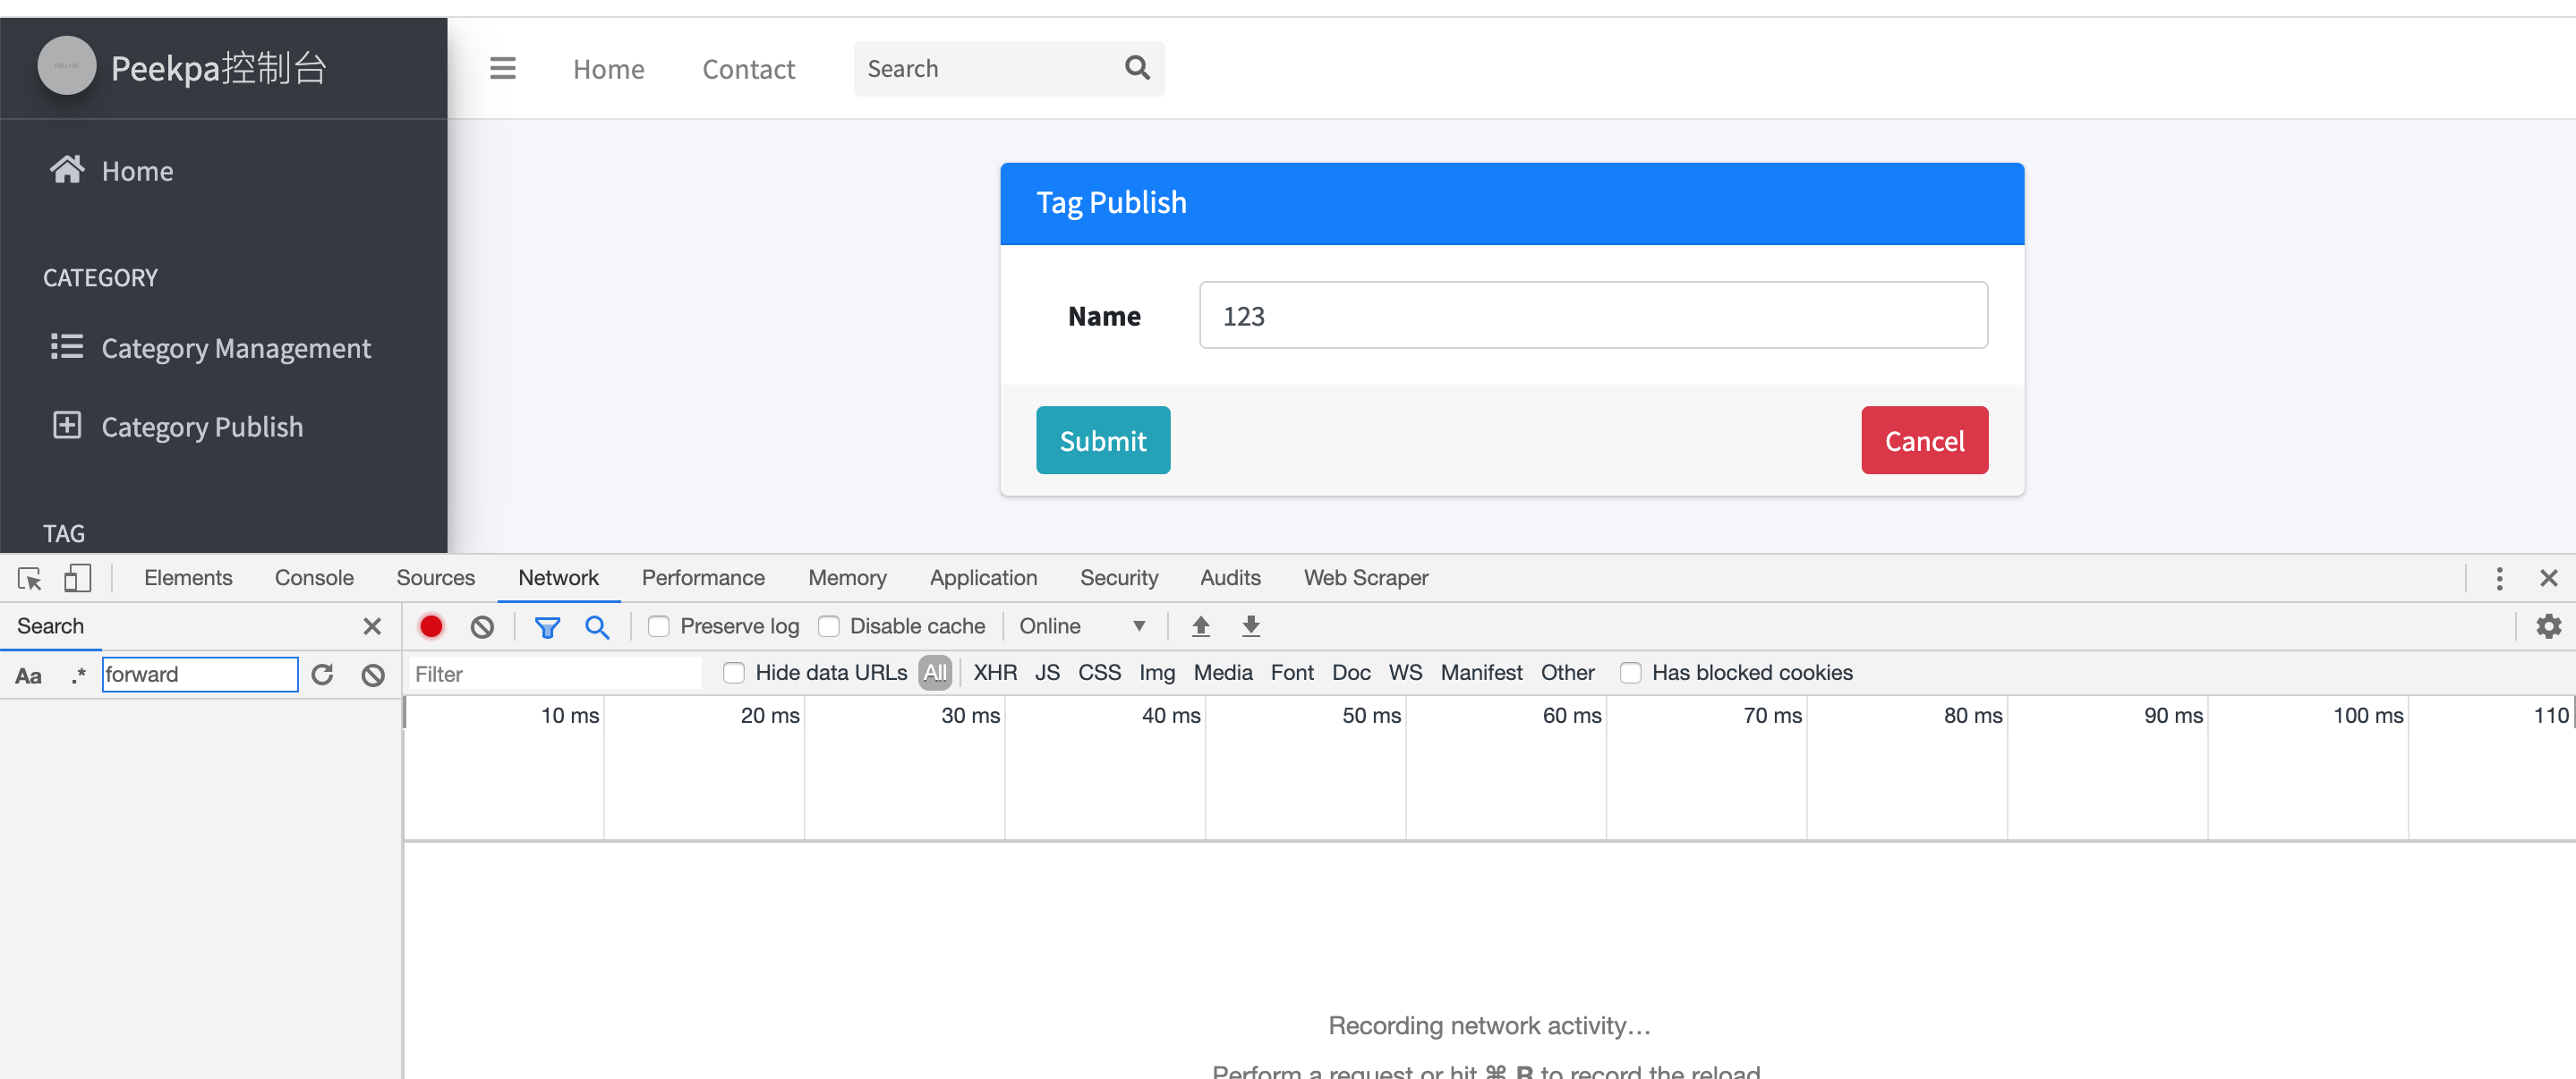 Peekpa控制台
Home Contact Search
Home
CATEGORY
Category Management
Category Publish
TAG
Tag Publish
Name 123
Submit Cancel
Elements Console Sources Network Performance Memory Application Security Audits Web Scraper
Search
Preserve log Disable cache Online
Aa .* forward
Filter Hide data URLs All XHR JS CSS Img Media Font Doc WS Manifest Other Has blocked cookies
10 ms 20 ms 30 ms 40 ms 50 ms 60 ms 70 ms 80 ms 90 ms 100 ms 110
Recording network activity…
Perform a request or hit ⌘ R to record the reload